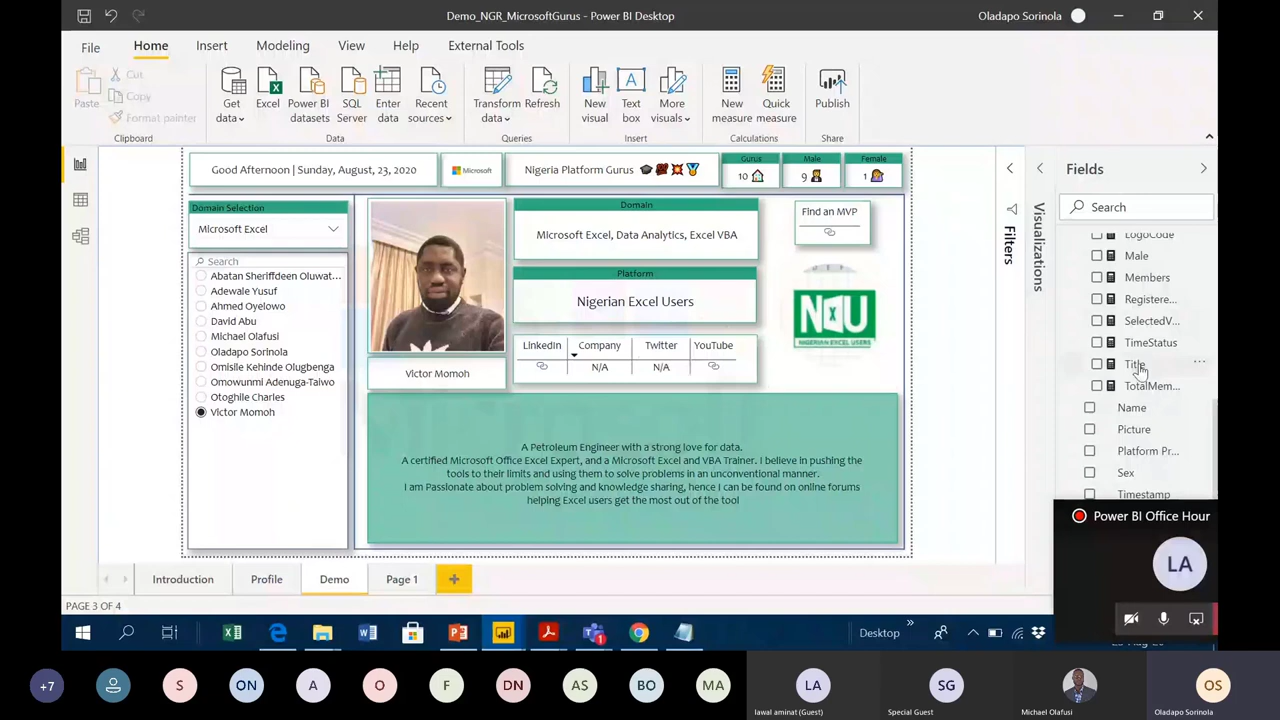 Demo_NGR_MicrosoftGurus - Power BI Desktop
Oladapo Sorinola
File Home Insert Modeling View Help External Tools
Paste
Cut
Copy
Format painter
Clipboard
Get data
Excel
Power BI datasets
SQL Server
Enter data
Recent sources
Data
Transform data
Refresh
Queries
New visual
Text box
More visuals
Insert
New measure
Quick measure
Calculations
Publish
Share
Good Afternoon | Sunday, August, 23, 2020
Microsoft
Nigeria Platform Gurus
Gurus
10
Male
9
Female
1
Domain Selection
Microsoft Excel
Search
Abatan Sheriffdeen Oluwat...
Adewale Yusuf
Ahmed Oyelowo
David Abu
Michael Olafusi
Oladapo Sorinola
Omisile Kehinde Olugbenga
Omowunmi Adenuga-Taiwo
Otoghile Charles
Victor Momoh
Victor Momoh
Domain
Microsoft Excel, Data Analytics, Excel VBA
Platform
Nigerian Excel Users
LinkedIn Company Twitter YouTube
N/A N/A
Find an MVP
NXU
NIGERIAN EXCEL USERS
A Petroleum Engineer with a strong love for data.
A certified Microsoft Office Excel Expert, and a Microsoft Excel and VBA Trainer. I believe in pushing the
tools to their limits and using them to solve problems in an unconventional manner.
I am Passionate about problem solving and knowledge sharing, hence I can be found on online forums
helping Excel users get the most out of the tool
Filters
Visualizations
Fields
Search
LogoCode
Male
Members
Registere...
SelectedV...
TimeStatus
Title
TotalMem...
Name
Picture
Platform Pr...
Sex
Timestamp
Power BI Office Hour
LA
Introduction Profile Demo Page 1
PAGE 3 OF 4
Desktop
+7 S ON A O F DN AS BO MA
LA
lawal aminat (Guest)
SG
Special Guest
Michael Olafusi
OS
Oladapo Sorinola